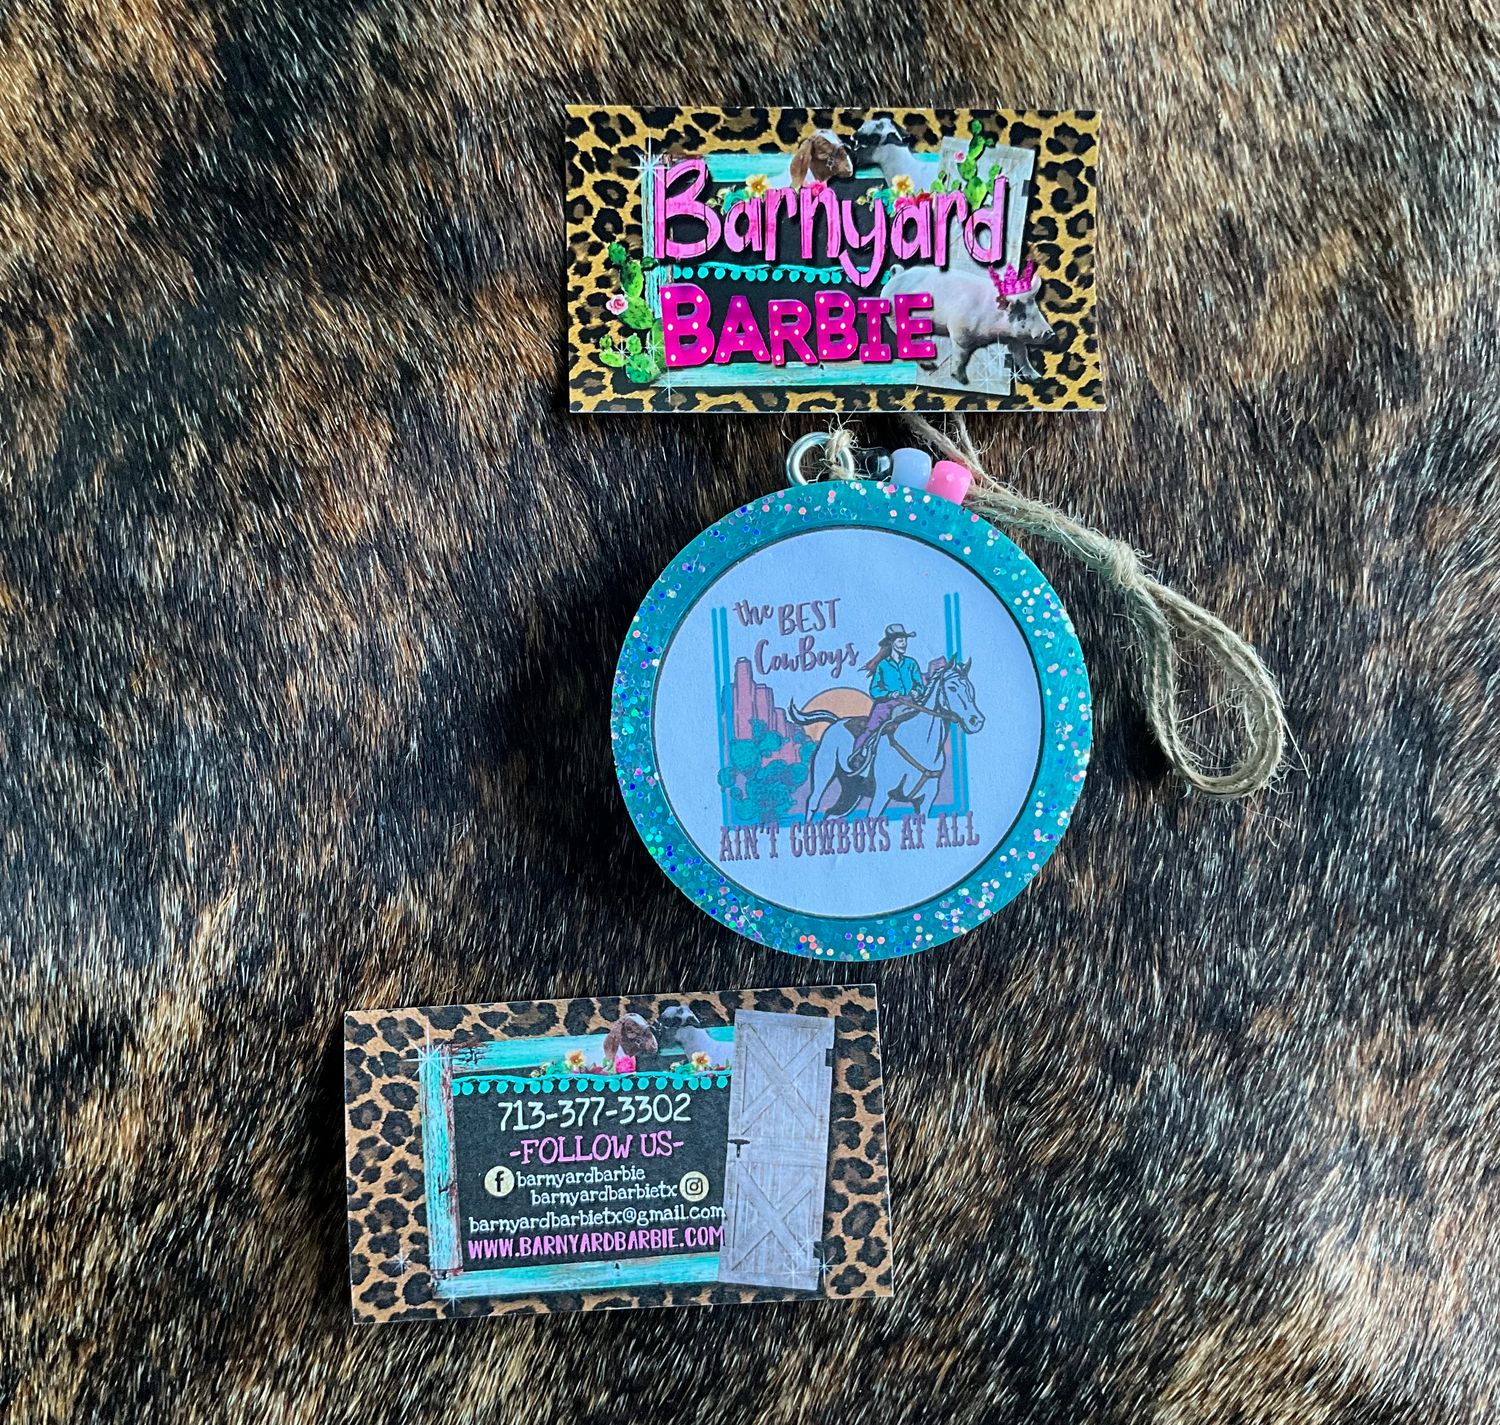 Barnyard
BARBIE
the BEST
CowBoys
AIN'T COWBOYS AT ALL
713-377-3302
-FOLLOW US-
f barnyardbarbie
barnyardbarbietx
barnyardbarbietx@gmail.com
WWW.BARNYARDBARBIE.COM